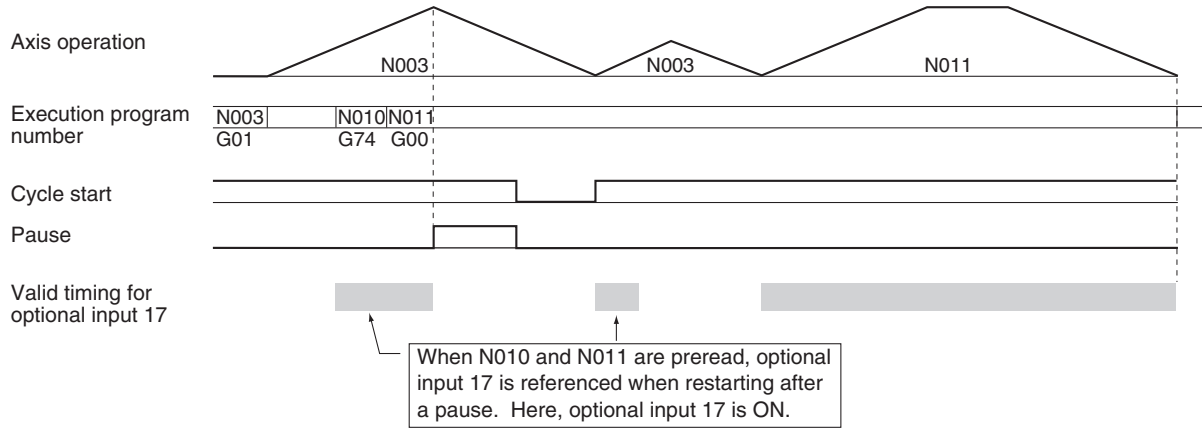 Axis operation
N003
N003
N011
Execution program
number
N003
N010
N011
G01
G74
G00
Cycle start
Pause
Valid timing for
optional input 17
When N010 and N011 are preread, optional
input 17 is referenced when restarting after
a pause.  Here, optional input 17 is ON.